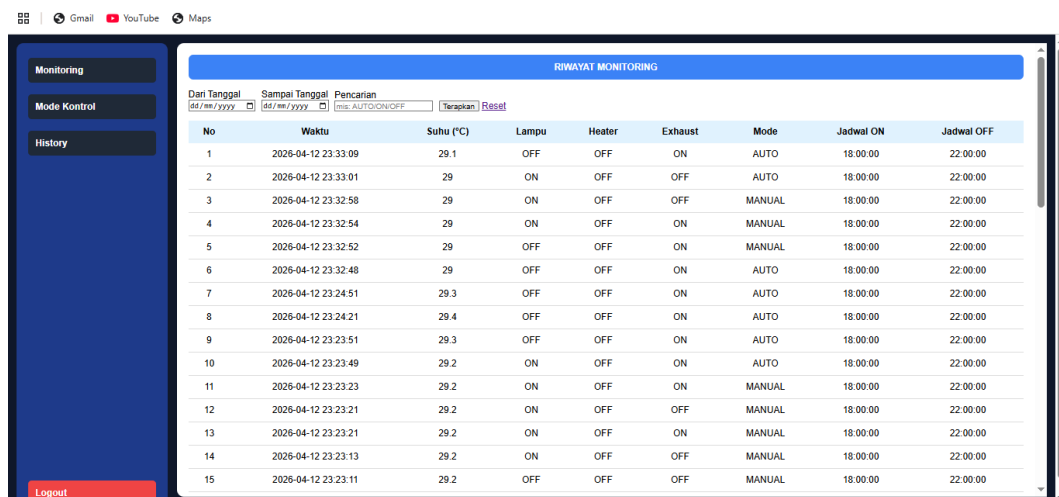 Gmail YouTube Maps
Monitoring
Mode Kontrol
History
Logout
RIWAYAT MONITORING
Dari Tanggal Sampai Tanggal Pencarian
dd/mm/yyyy dd/mm/yyyy mis: AUTO/ON/OFF Terapkan Reset
No Waktu Suhu (°C) Lampu Heater Exhaust Mode Jadwal ON Jadwal OFF
1 2026-04-12 23:33:09 29.1 OFF OFF ON AUTO 18:00:00 22:00:00
2 2026-04-12 23:33:01 29 ON OFF OFF AUTO 18:00:00 22:00:00
3 2026-04-12 23:32:58 29 ON OFF OFF MANUAL 18:00:00 22:00:00
4 2026-04-12 23:32:54 29 ON OFF ON MANUAL 18:00:00 22:00:00
5 2026-04-12 23:32:52 29 OFF OFF ON MANUAL 18:00:00 22:00:00
6 2026-04-12 23:32:48 29 OFF OFF ON AUTO 18:00:00 22:00:00
7 2026-04-12 23:24:51 29.3 OFF OFF ON AUTO 18:00:00 22:00:00
8 2026-04-12 23:24:21 29.4 OFF OFF ON AUTO 18:00:00 22:00:00
9 2026-04-12 23:23:51 29.3 OFF OFF ON AUTO 18:00:00 22:00:00
10 2026-04-12 23:23:49 29.2 ON OFF ON AUTO 18:00:00 22:00:00
11 2026-04-12 23:23:23 29.2 ON OFF ON MANUAL 18:00:00 22:00:00
12 2026-04-12 23:23:21 29.2 ON OFF OFF MANUAL 18:00:00 22:00:00
13 2026-04-12 23:23:21 29.2 ON OFF ON MANUAL 18:00:00 22:00:00
14 2026-04-12 23:23:13 29.2 ON OFF OFF MANUAL 18:00:00 22:00:00
15 2026-04-12 23:23:11 29.2 OFF OFF OFF MANUAL 18:00:00 22:00:00